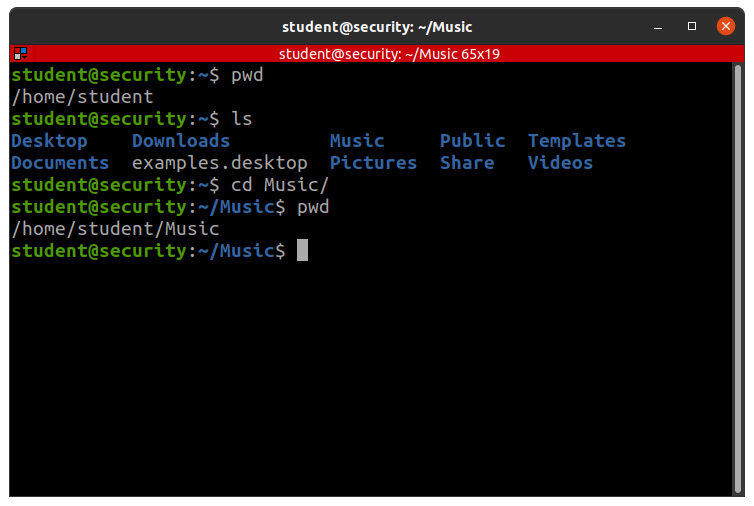 student@security: ~/Music
student@security: ~/Music 65x19
student@security:~$ pwd
/home/student
student@security:~$ ls
Desktop    Downloads         Music     Public  Templates
Documents  examples.desktop  Pictures  Share   Videos
student@security:~$ cd Music/
student@security:~/Music$ pwd
/home/student/Music
student@security:~/Music$